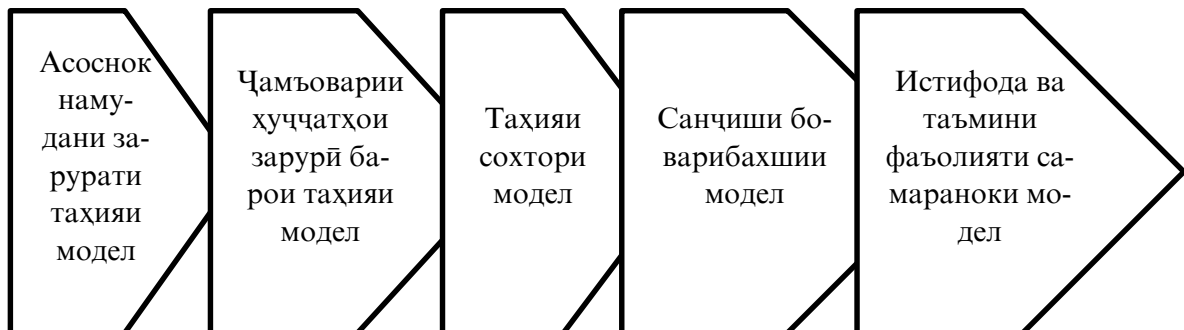 Асоснок
наму-
дани за-
рурати
таҳияи
модел
Ҷамъоварии
ҳуҷҷатҳои
зарурӣ ба-
рои таҳияи
модел
Таҳияи
сохтори
модел
Санҷиши бо-
варибахшии
модел
Истифода ва
таъмини
фаъолияти са-
мараноки мо-
дел